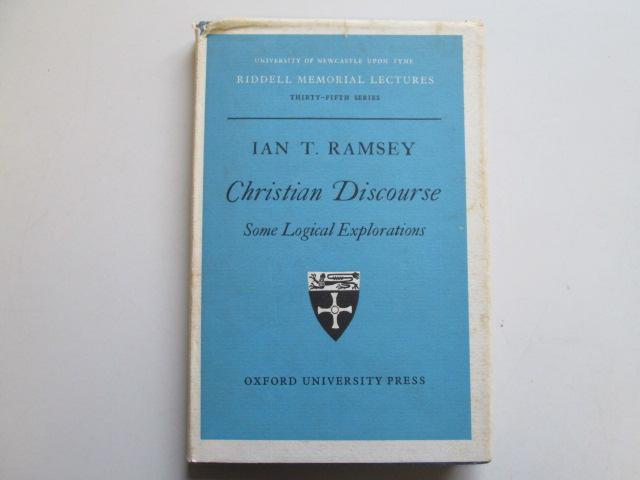 UNIVERSITY OF NEWCASTLE UPON TYNE
RIDDELL MEMORIAL LECTURES
THIRTY-FIFTH SERIES
IAN T. RAMSEY
Christian Discourse
Some Logical Explorations
OXFORD UNIVERSITY PRESS